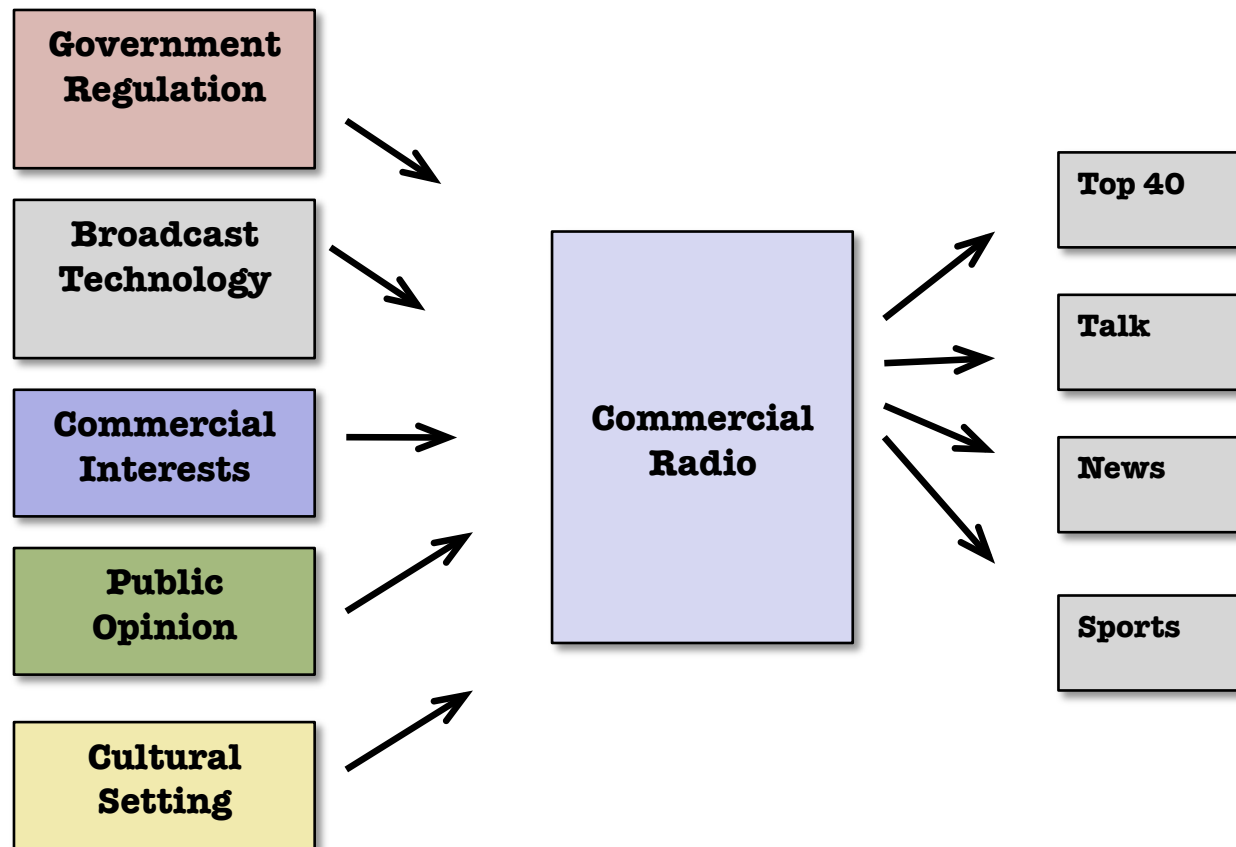 Government
Regulation
Broadcast
Technology
Commercial
Interests
Public
Opinion
Cultural
Setting
Commercial
Radio
Top 40
Talk
News
Sports